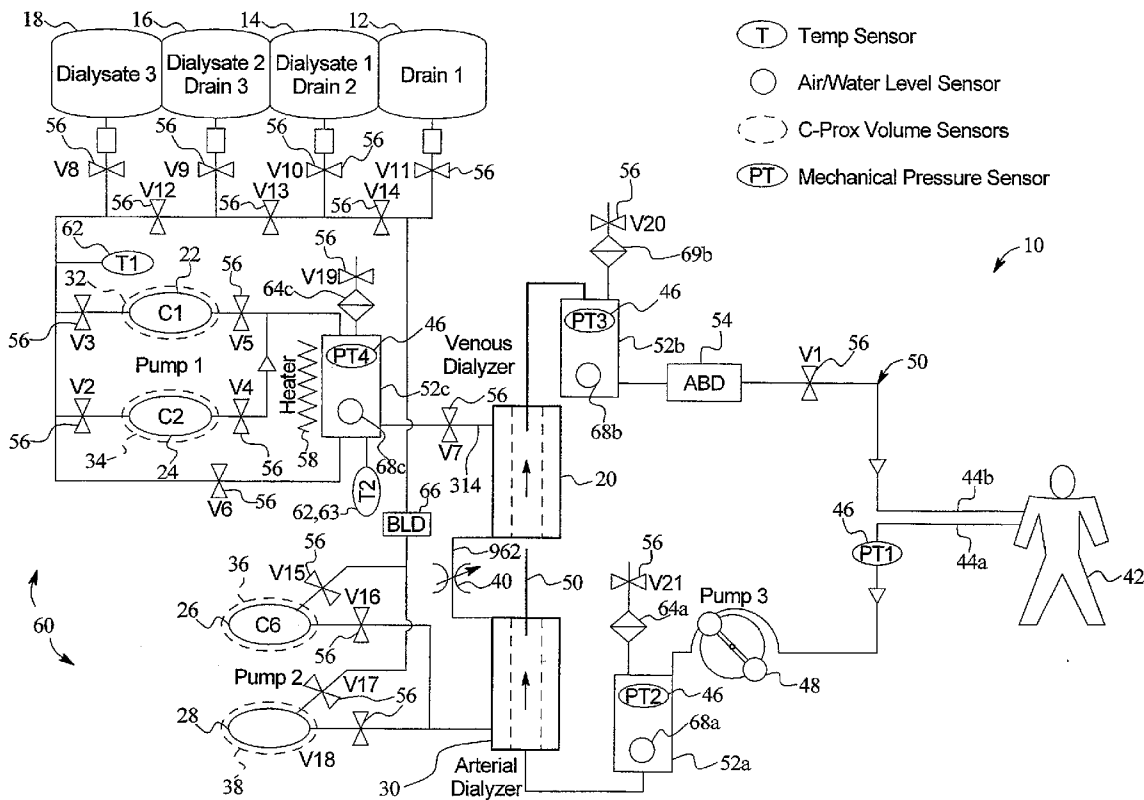 18
16
14
12
Dialysate 3
Dialysate 2
Drain 3
Dialysate 1
Drain 2
Drain 1
T Temp Sensor
Air/Water Level Sensor
C-Prox Volume Sensors
PT Mechanical Pressure Sensor
56
56
56
56
V8
V9
V10
V11
56
V12
V13
V14
56
56
56
62
T1
22
32
C1
56
V3
56
V5
Pump 1
V2
V4
56
C2
34
24
56
V6
56
56
V19
64c
PT4
46
Heater
58
52c
68c
T2
62,63
Venous
Dialyzer
56
V7
314
66
BLD
56
V20
69b
46
PT3
52b
68b
54
ABD
V1
56
50
10
20
44b
44a
46
PT1
42
60
56
V15
36
V16
26
C6
56
Pump 2
V17
56
28
V18
38
962
40
50
30
Arterial
Dialyzer
56
V21
64a
Pump 3
48
PT2
46
68a
52a